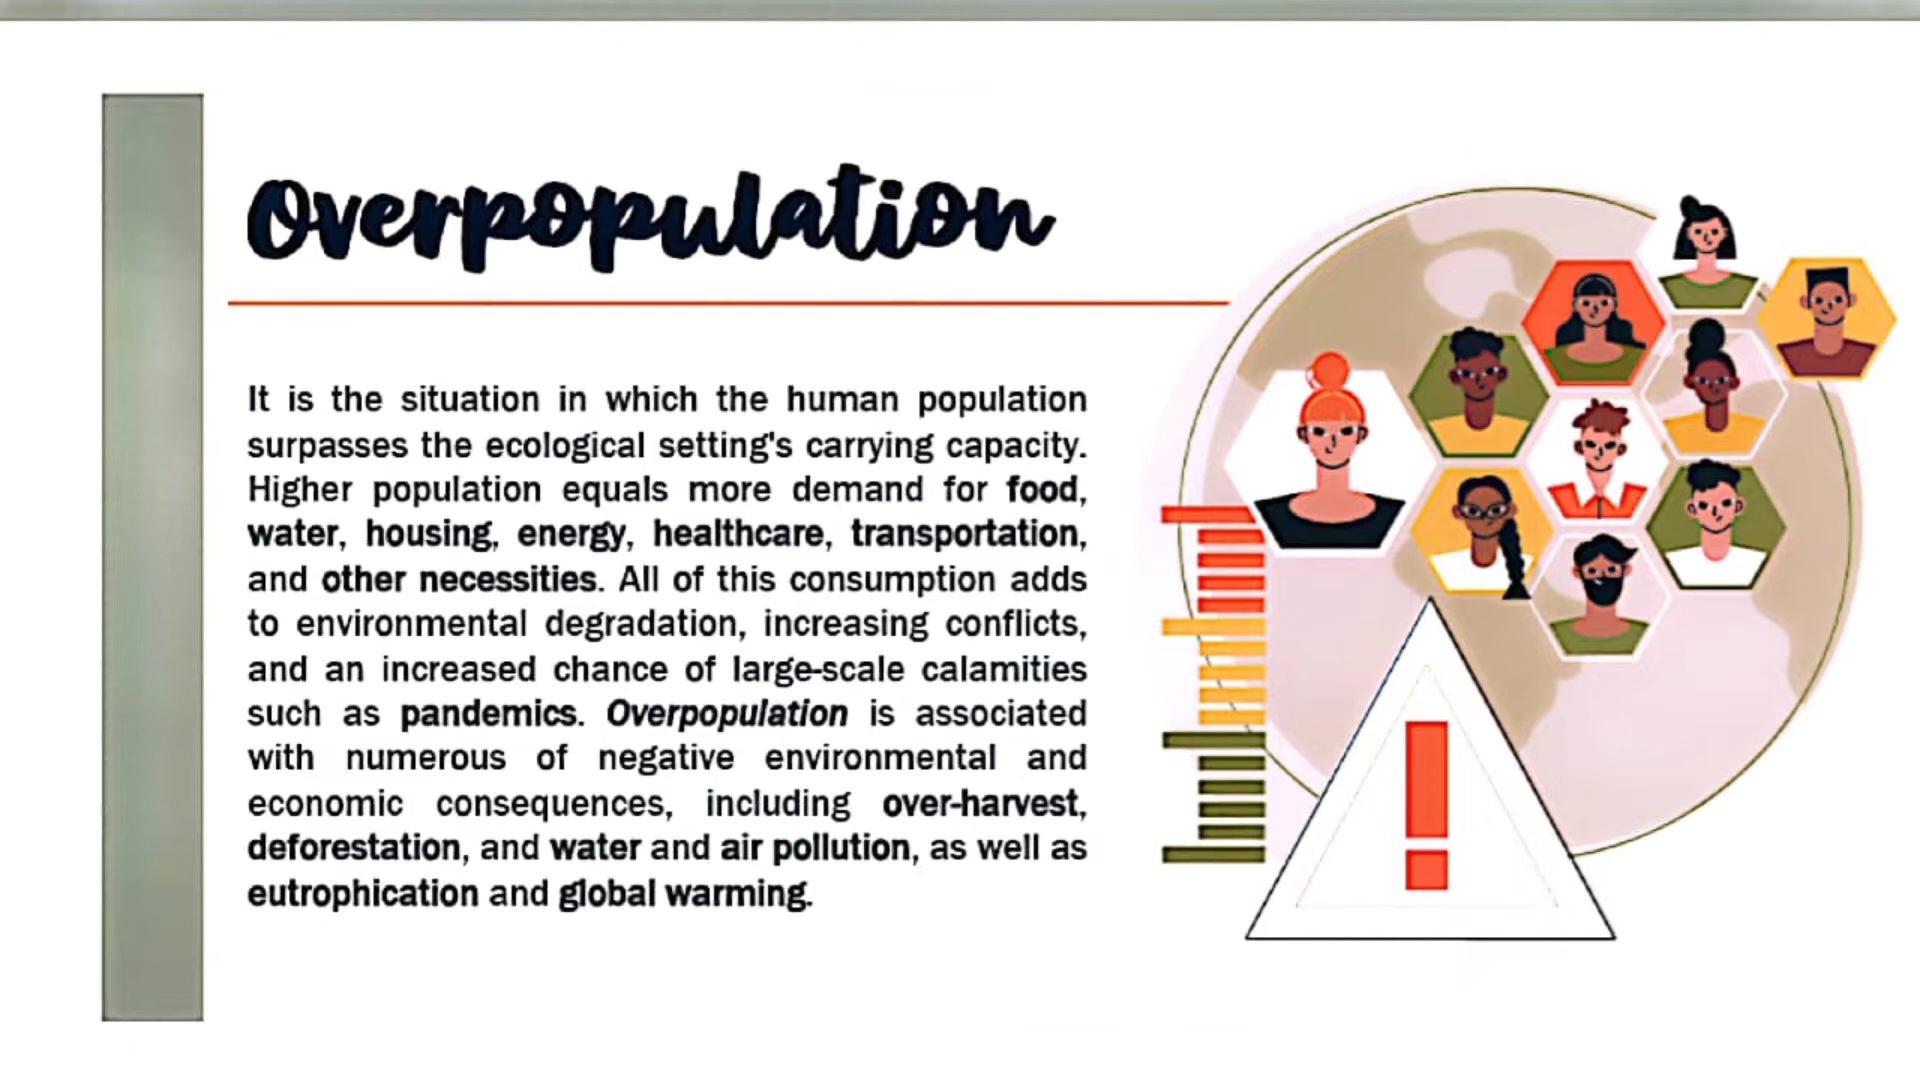 Overpopulation
It is the situation in which the human population
surpasses the ecological setting's carrying capacity.
Higher population equals more demand for food,
water, housing, energy, healthcare, transportation,
and other necessities. All of this consumption adds
to environmental degradation, increasing conflicts,
and an increased chance of large-scale calamities
such as pandemics. Overpopulation is associated
with numerous of negative environmental and
economic consequences, including over-harvest,
deforestation, and water and air pollution, as well as
eutrophication and global warming.
!